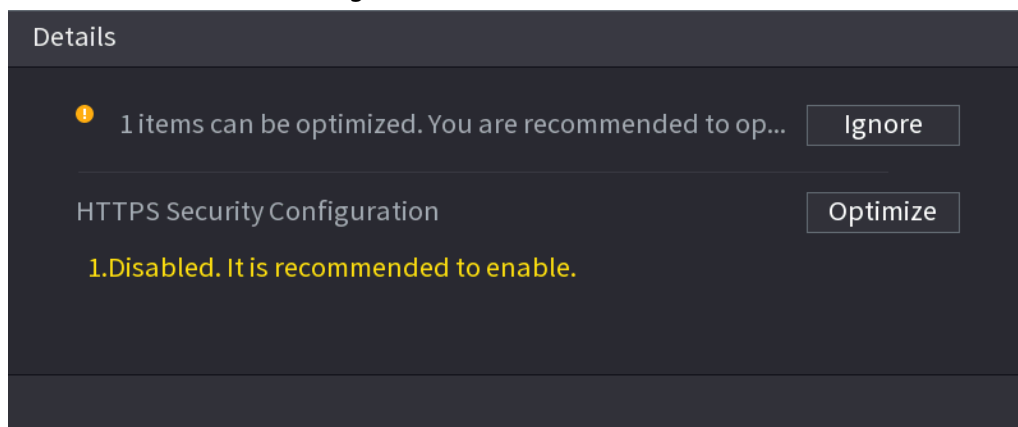 Details
1 items can be optimized. You are recommended to op... Ignore
HTTPS Security Configuration Optimize
1.Disabled. It is recommended to enable.